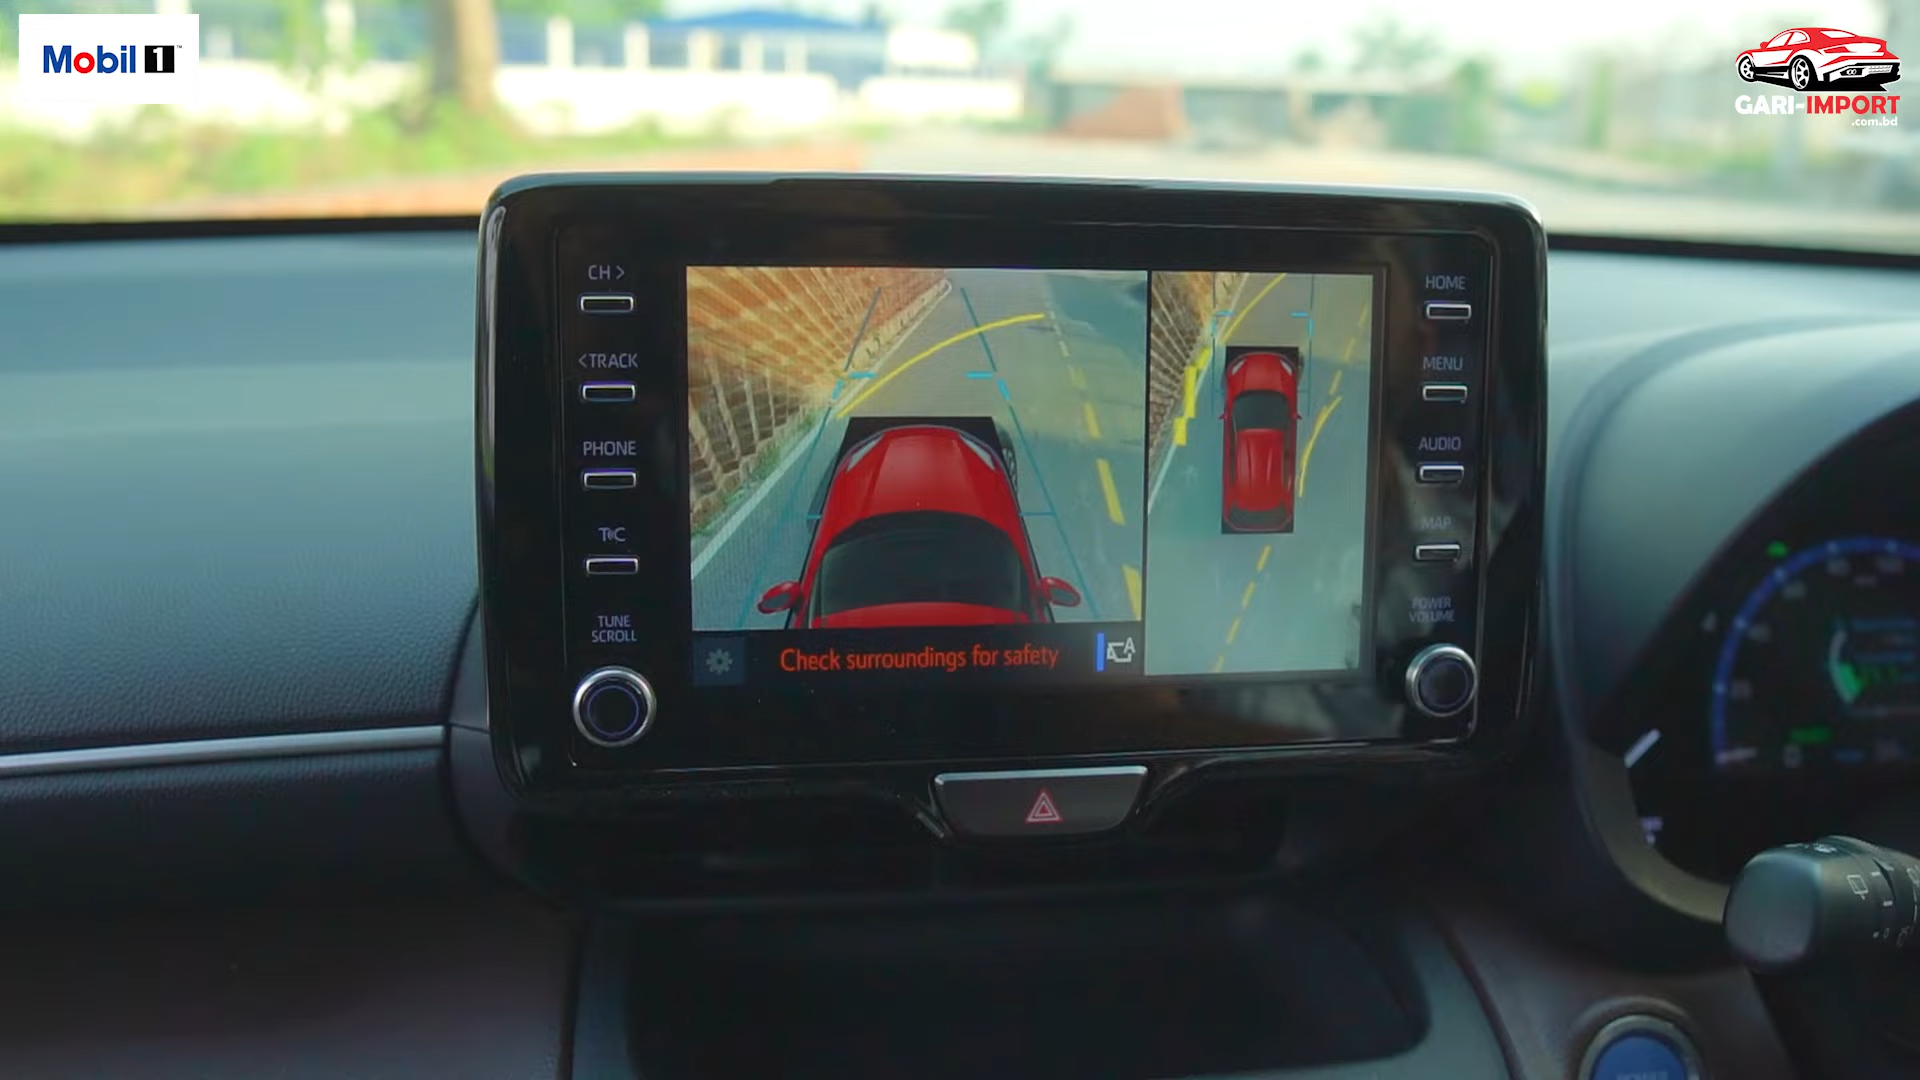 Mobil 1
GARI-IMPORT
.com.bd
CH >
< TRACK
PHONE
T C
TUNE
SCROLL
HOME
MENU
AUDIO
MAP
POWER
VOLUME
Check surroundings for safety
A
POWER